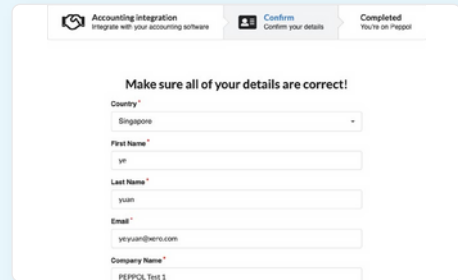 Accounting integration
Integrate with your accounting software
Confirm
Confirm your details
Completed
You're on Peppol
Make sure all of your details are correct!
Country *
Singapore
First Name *
ye
Last Name *
yuan
Email *
yeyuan@xero.com
Company Name *
PEPPOL Test 1